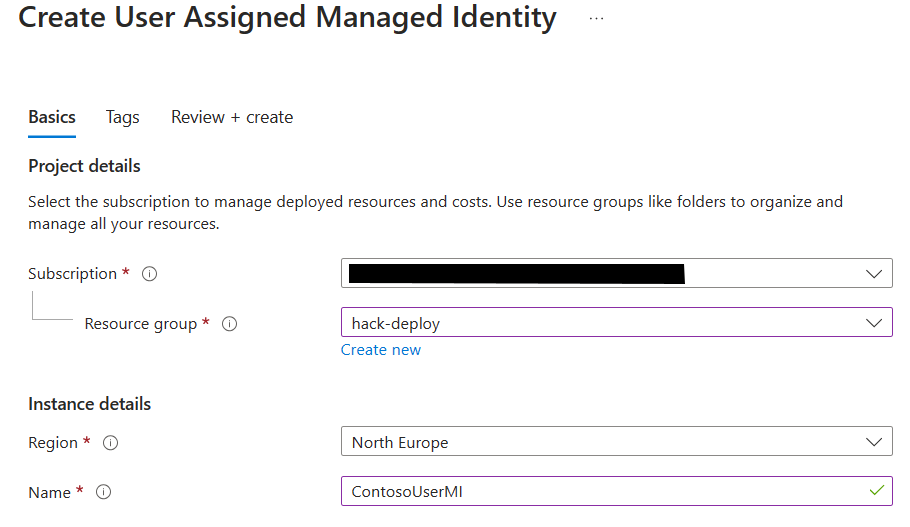 Create User Assigned Managed Identity ...
Basics Tags Review + create
Project details
Select the subscription to manage deployed resources and costs. Use resource groups like folders to organize and
manage all your resources.
Subscription *
Resource group * hack-deploy
Create new
Instance details
Region * North Europe
Name * ContosoUserMI